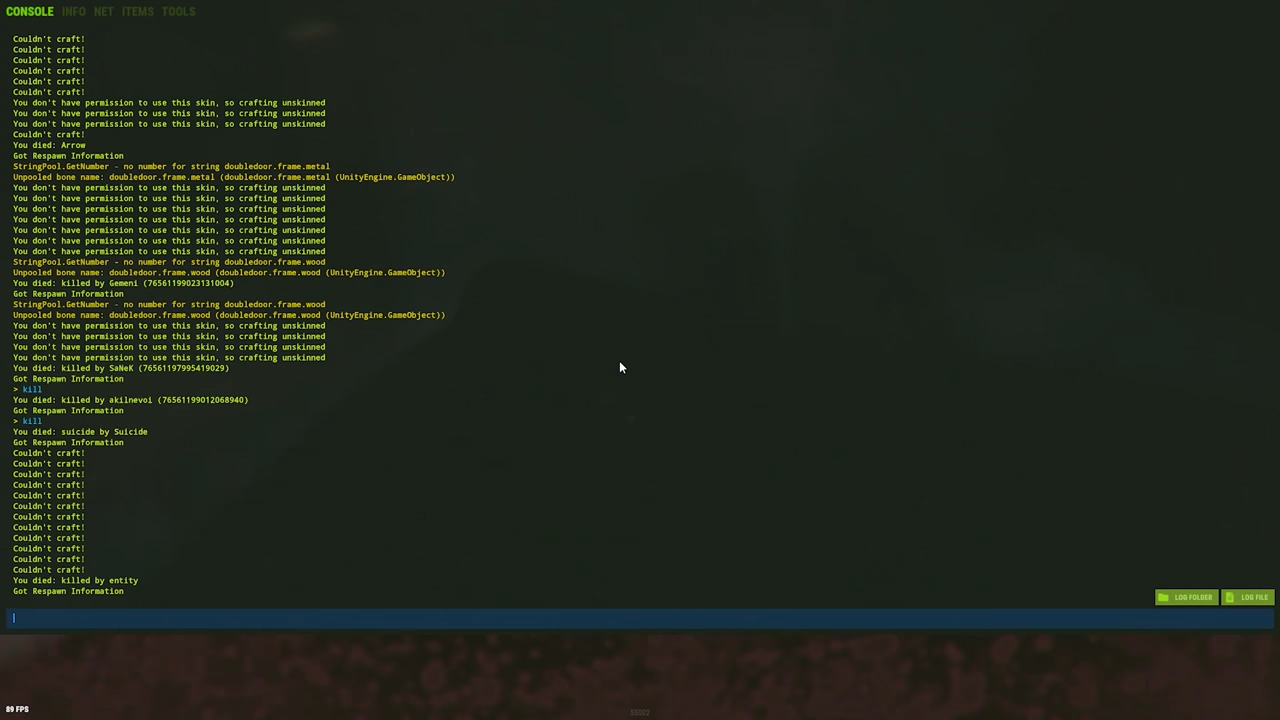 CONSOLE INFO NET ITEMS TOOLS
Couldn't craft!
Couldn't craft!
Couldn't craft!
Couldn't craft!
Couldn't craft!
Couldn't craft!
You don't have permission to use this skin, so crafting unskinned
You don't have permission to use this skin, so crafting unskinned
You don't have permission to use this skin, so crafting unskinned
Couldn't craft!
You died: Arrow
Got Respawn Information
StringPool.GetNumber - no number for string doubledoor.frame.metal
Unpooled bone name: doubledoor.frame.metal (doubledoor.frame.metal (UnityEngine.GameObject))
You don't have permission to use this skin, so crafting unskinned
You don't have permission to use this skin, so crafting unskinned
You don't have permission to use this skin, so crafting unskinned
You don't have permission to use this skin, so crafting unskinned
You don't have permission to use this skin, so crafting unskinned
You don't have permission to use this skin, so crafting unskinned
You don't have permission to use this skin, so crafting unskinned
StringPool.GetNumber - no number for string doubledoor.frame.wood
Unpooled bone name: doubledoor.frame.wood (doubledoor.frame.wood (UnityEngine.GameObject))
You died: killed by Gemeni (76561199023131004)
Got Respawn Information
StringPool.GetNumber - no number for string doubledoor.frame.wood
Unpooled bone name: doubledoor.frame.wood (doubledoor.frame.wood (UnityEngine.GameObject))
You don't have permission to use this skin, so crafting unskinned
You don't have permission to use this skin, so crafting unskinned
You don't have permission to use this skin, so crafting unskinned
You don't have permission to use this skin, so crafting unskinned
You died: killed by SaNeK (76561197995419029)
Got Respawn Information
> kill
You died: killed by akilnevoi (76561199012068940)
Got Respawn Information
> kill
You died: suicide by Suicide
Got Respawn Information
Couldn't craft!
Couldn't craft!
Couldn't craft!
Couldn't craft!
Couldn't craft!
Couldn't craft!
Couldn't craft!
Couldn't craft!
Couldn't craft!
Couldn't craft!
Couldn't craft!
Couldn't craft!
You died: killed by entity
Got Respawn Information
LOG FOLDER LOG FILE
89 FPS